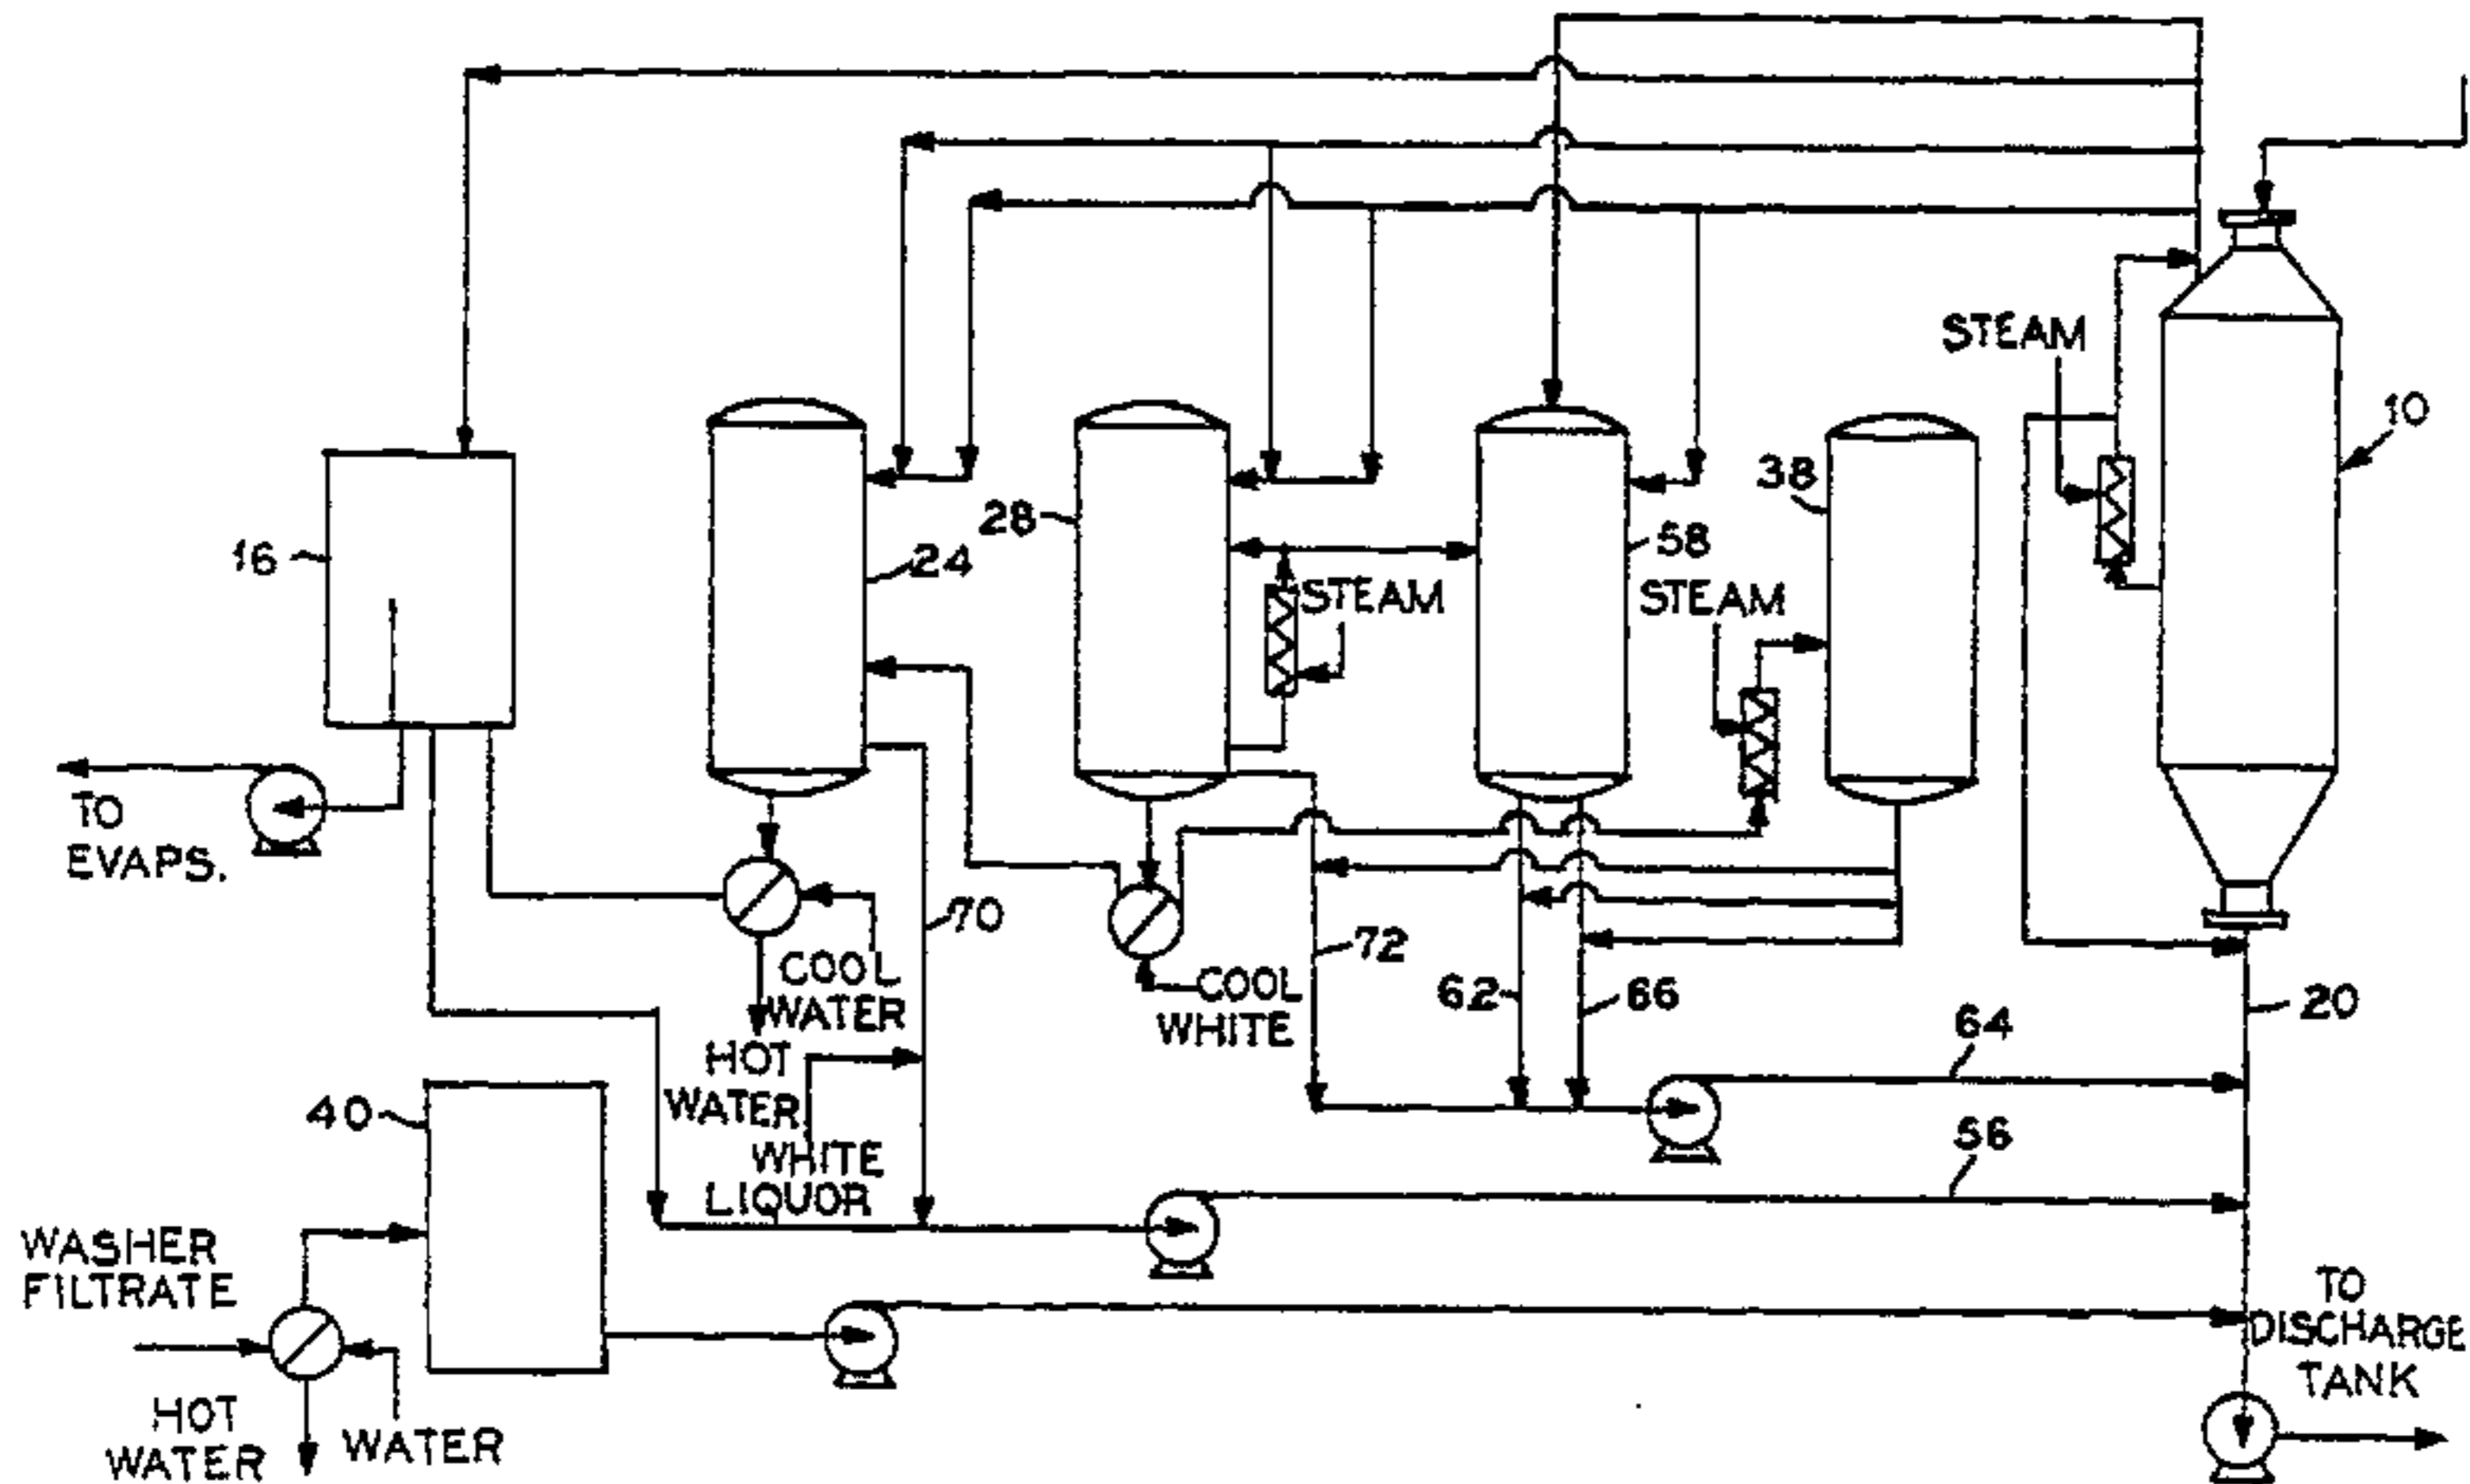 STEAM
10
38
28
58
16
24
STEAM
STEAM
TO
EVAPS.
70
COOL
WATER
72
COOL
WHITE
62
66
20
64
HOT
WATER
40
WHITE
LIQUOR
56
WASHER
FILTRATE
TO
DISCHARGE
TANK
HOT
WATER
WATER